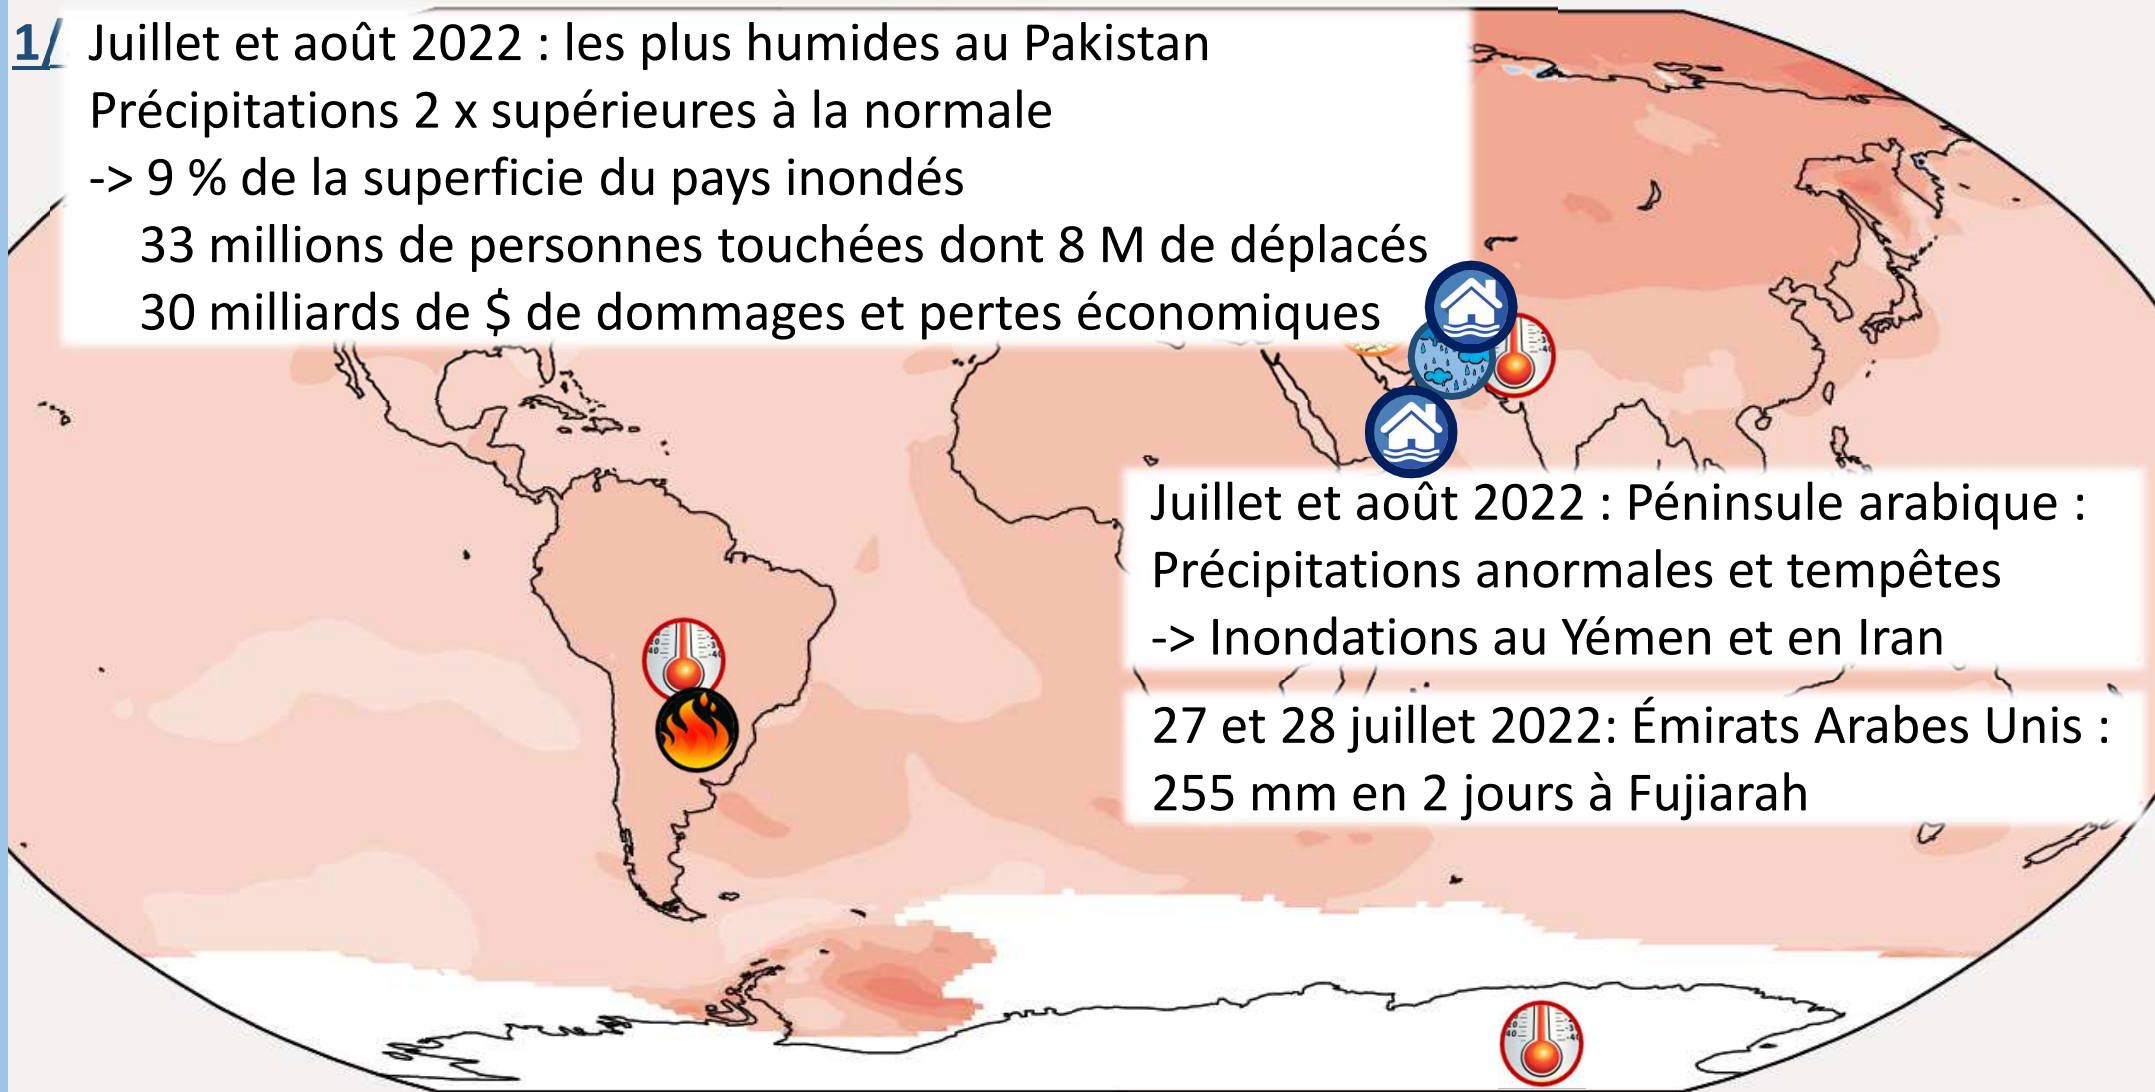 1/ Juillet et août 2022 : les plus humides au Pakistan
Précipitations 2 x supérieures à la normale
-> 9 % de la superficie du pays inondés
33 millions de personnes touchées dont 8 M de déplacés
30 milliards de $ de dommages et pertes économiques
Juillet et août 2022 : Péninsule arabique :
Précipitations anormales et tempêtes
-> Inondations au Yémen et en Iran
27 et 28 juillet 2022: Émirats Arabes Unis :
255 mm en 2 jours à Fujiarah